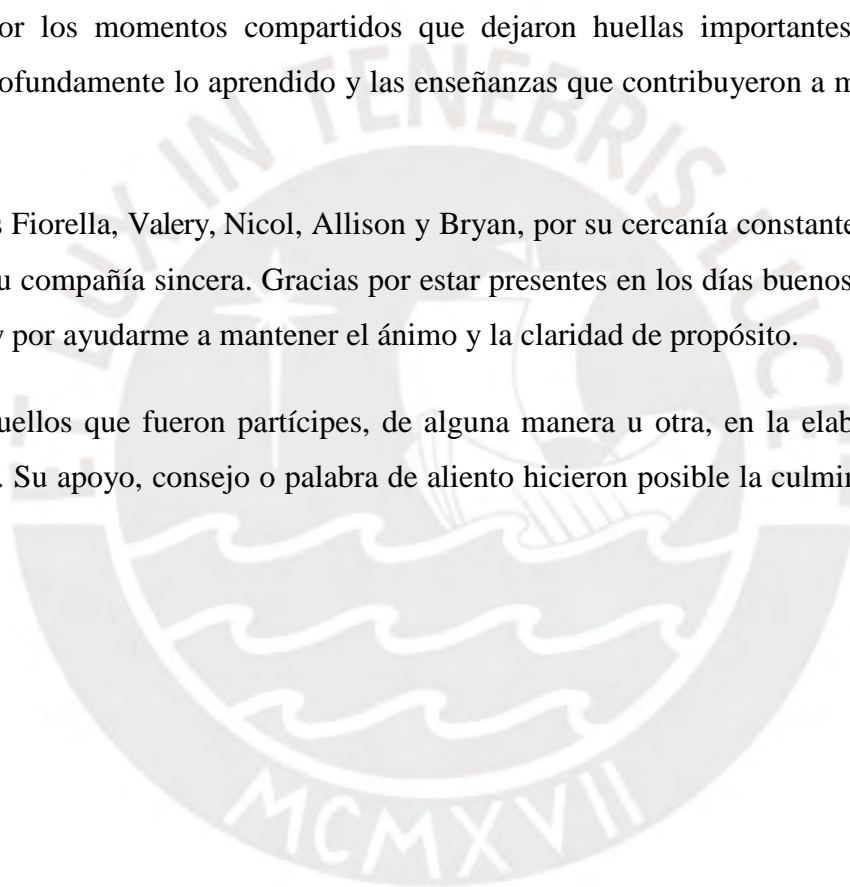 or los momentos compartidos que dejaron huellas importantes
ofundamente lo aprendido y las enseñanzas que contribuyeron a m
s Fiorella, Valery, Nicol, Allison y Bryan, por su cercanía constante
u compañía sincera. Gracias por estar presentes en los días buenos
y por ayudarme a mantener el ánimo y la claridad de propósito.
uellos que fueron partícipes, de alguna manera u otra, en la elab
. Su apoyo, consejo o palabra de aliento hicieron posible la culmin
ET LUX IN TENEBRIS LUCET
MCMXVII